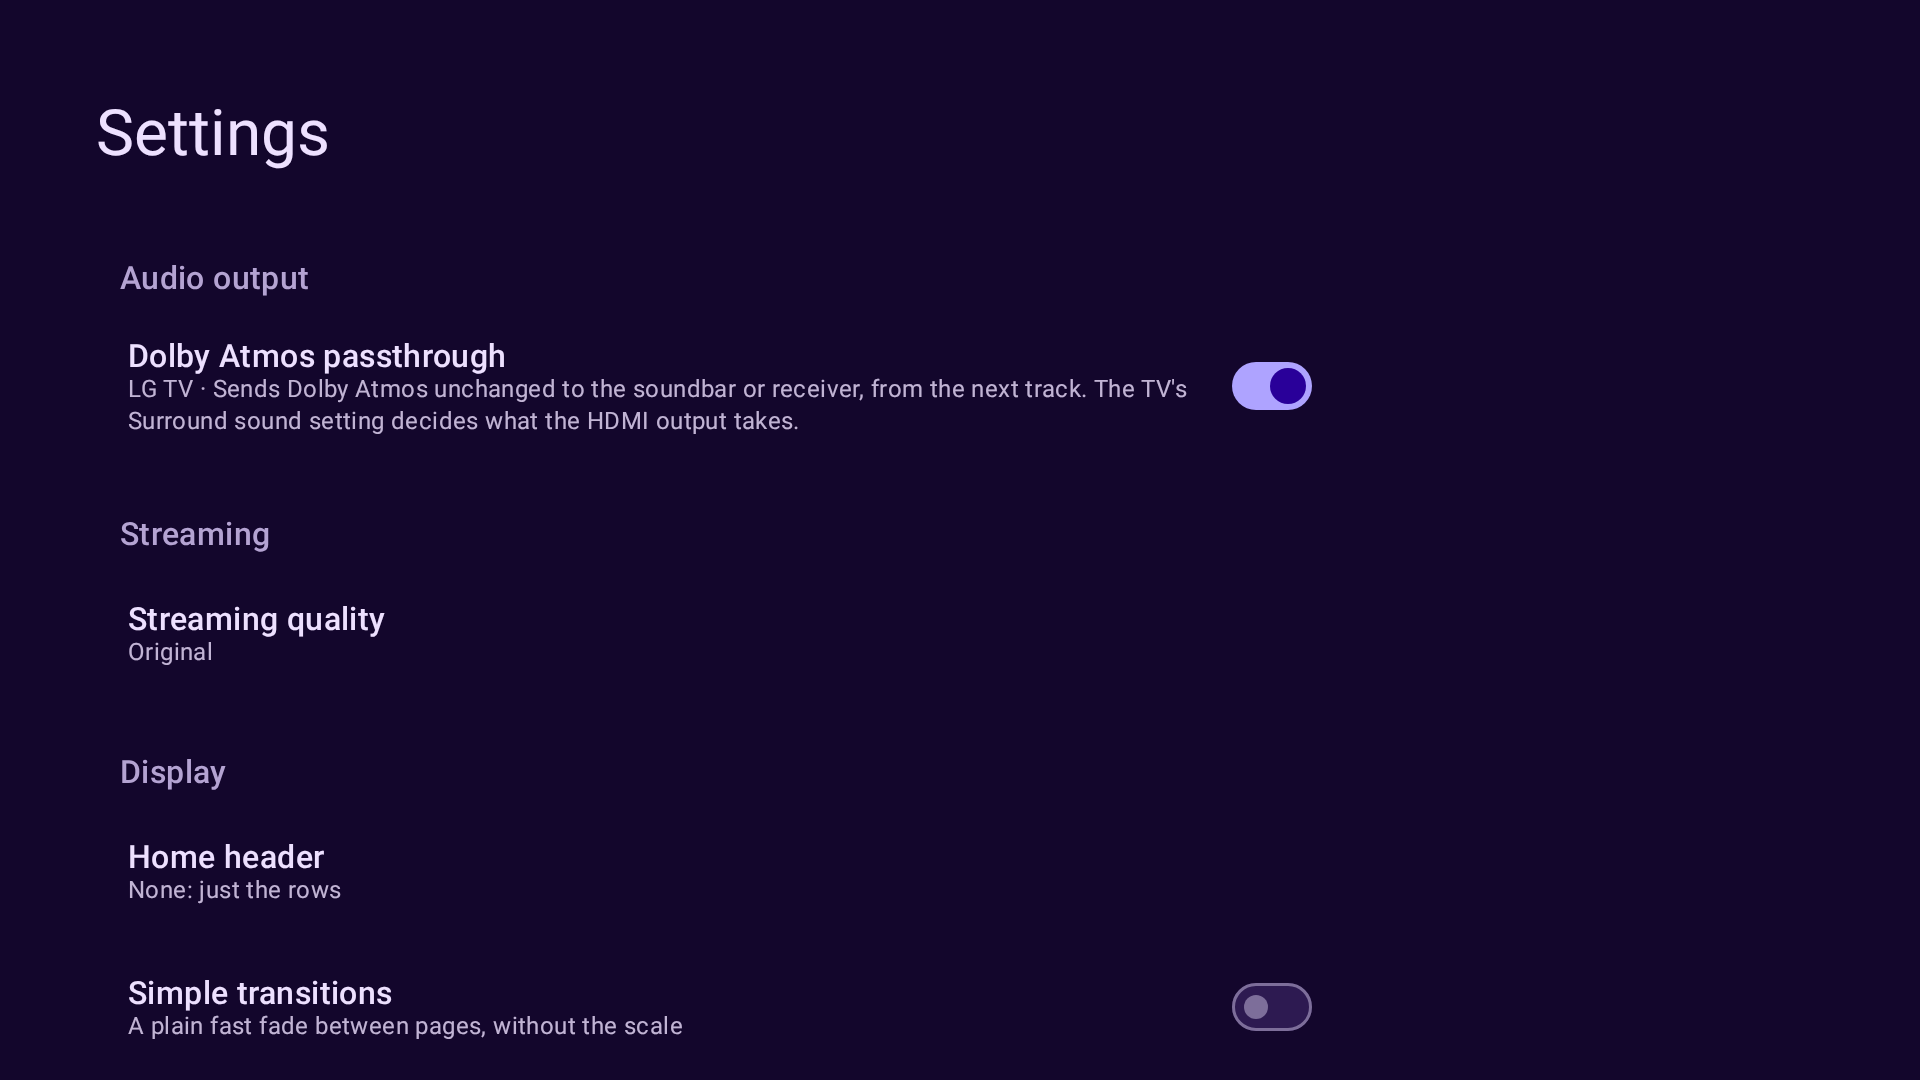 Settings
Audio output
Dolby Atmos passthrough
LG TV · Sends Dolby Atmos unchanged to the soundbar or receiver, from the next track. The TV's
Surround sound setting decides what the HDMI output takes.
Streaming
Streaming quality
Original
Display
Home header
None: just the rows
Simple transitions
A plain fast fade between pages, without the scale